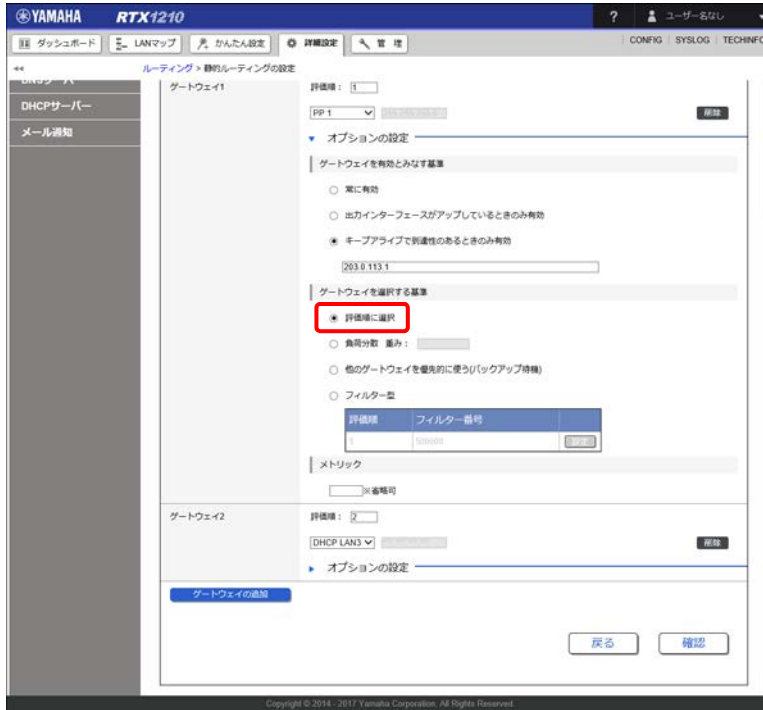 YAMAHA RTX1210 ? ユーザー名なし
ダッシュボード LANマップ かんたん設定 詳細設定 管理 CONFIG SYSLOG TECHINFO
ルーティング > 静的ルーティングの設定
DNSサーバー
DHCPサーバー
メール通知
ゲートウェイ1 評価順: 1
PP 1 削除
オプションの設定
ゲートウェイを有効とみなす基準
常に有効
出力インターフェースがアップしているときのみ有効
キープアライブで到達性のあるときのみ有効
203.0.113.1
ゲートウェイを選択する基準
評価順に選択
負荷分散 重み:
他のゲートウェイを優先的に使う(バックアップ待機)
フィルター型
評価順 フィルター番号
1 500000 設定
メトリック
※省略可
ゲートウェイ2 評価順: 2
DHCP LAN3 削除
オプションの設定
ゲートウェイの追加
戻る 確認
Copyright © 2014 - 2017 Yamaha Corporation. All Rights Reserved.